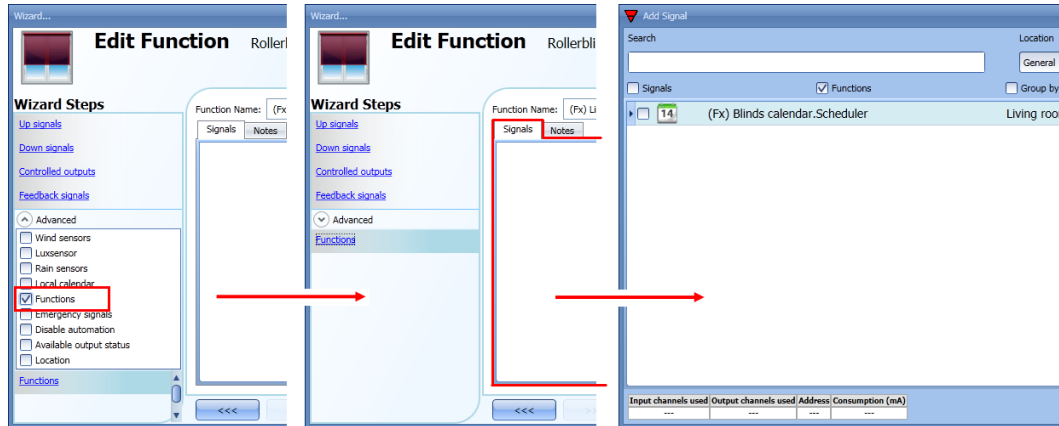 Wizard...
Edit Function Rollerl
Wizard Steps
Up signals
Down signals
Controlled outputs
Feedback signals
Advanced
Wind sensors
Luxsensor
Rain sensors
Local calendar
Functions
Emergency signals
Disable automation
Available output status
Location
Functions
Function Name: (Fx
Signals Notes
<<<
Wizard...
Edit Function Rollerbli
Wizard Steps
Up signals
Down signals
Controlled outputs
Feedback signals
Advanced
Functions
Function Name: (Fx) Li
Signals Notes
<<< >>
Add Signal
Search Location
General
Signals Functions Group by
14 (Fx) Blinds calendar.Scheduler Living roo
Input channels used Output channels used Address Consumption (mA)
--- --- --- ---